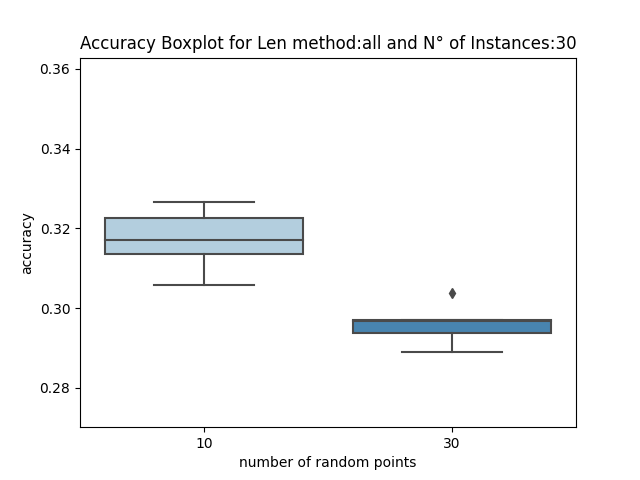 Accuracy Boxplot for Len method:all and N° of Instances:30
0.36
0.34
0.32
0.30
0.28
accuracy
10 30
number of random points